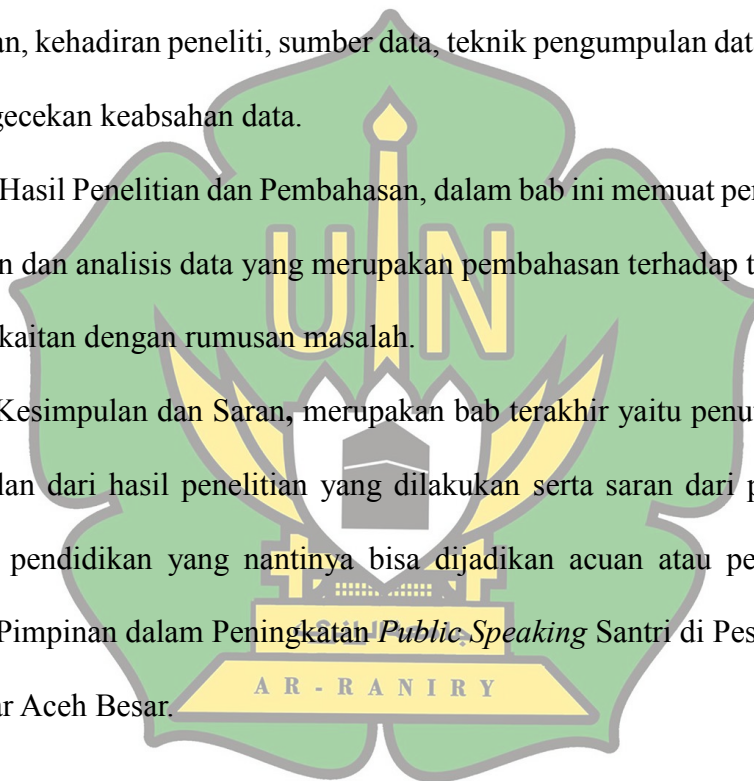 an, kehadiran peneliti, sumber data, teknik pengumpulan dat
gecekan keabsahan data.
Hasil Penelitian dan Pembahasan, dalam bab ini memuat per
n dan analisis data yang merupakan pembahasan terhadap t
kaitan dengan rumusan masalah.
UIN
Kesimpulan dan Saran, merupakan bab terakhir yaitu penu
lan dari hasil penelitian yang dilakukan serta saran dari p
pendidikan yang nantinya bisa dijadikan acuan atau pe
Pimpinan dalam Peningkatan Public Speaking Santri di Pes
AR-RANIRY
ar Aceh Besar.